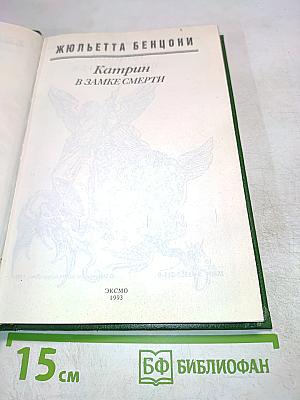 ЖЮЛЬЕТТА БЕНЦОНИ
Катрин
В ЗАМКЕ СМЕРТИ
ЭКСМО
1993
15 см
БФ БИБЛИОФАН